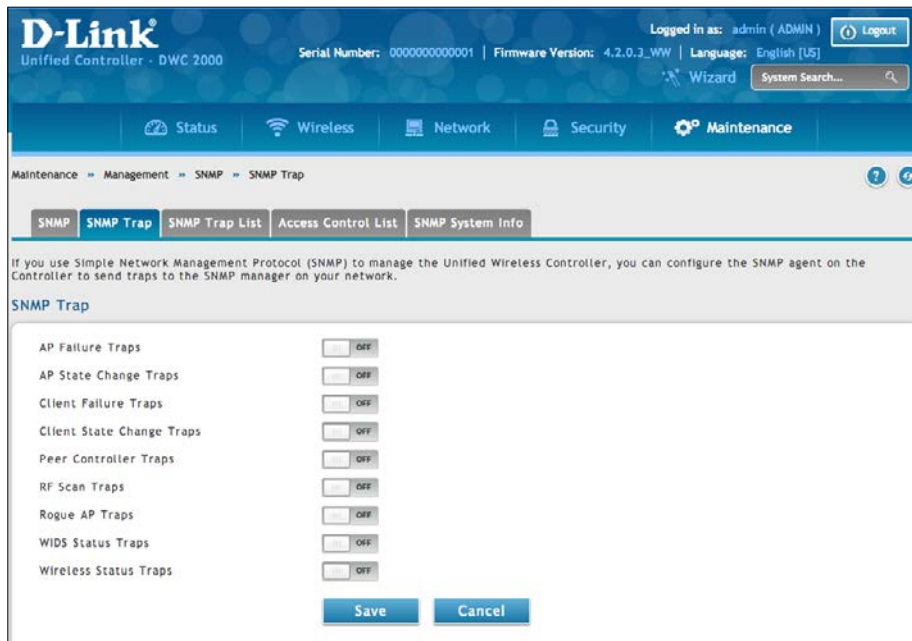 D-Link
Unified Controller - DWC 2000
Logged in as: admin ( ADMIN )
Logout
Serial Number: 0000000000001 | Firmware Version: 4.2.0.3_WW | Language: English [US]
Wizard
System Search...
Status
Wireless
Network
Security
Maintenance
Maintenance » Management » SNMP » SNMP Trap
?
SNMP
SNMP Trap
SNMP Trap List
Access Control List
SNMP System Info
If you use Simple Network Management Protocol (SNMP) to manage the Unified Wireless Controller, you can configure the SNMP agent on the
Controller to send traps to the SNMP manager on your network.
SNMP Trap
AP Failure Traps OFF
AP State Change Traps OFF
Client Failure Traps OFF
Client State Change Traps OFF
Peer Controller Traps OFF
RF Scan Traps OFF
Rogue AP Traps OFF
WIDS Status Traps OFF
Wireless Status Traps OFF
Save
Cancel